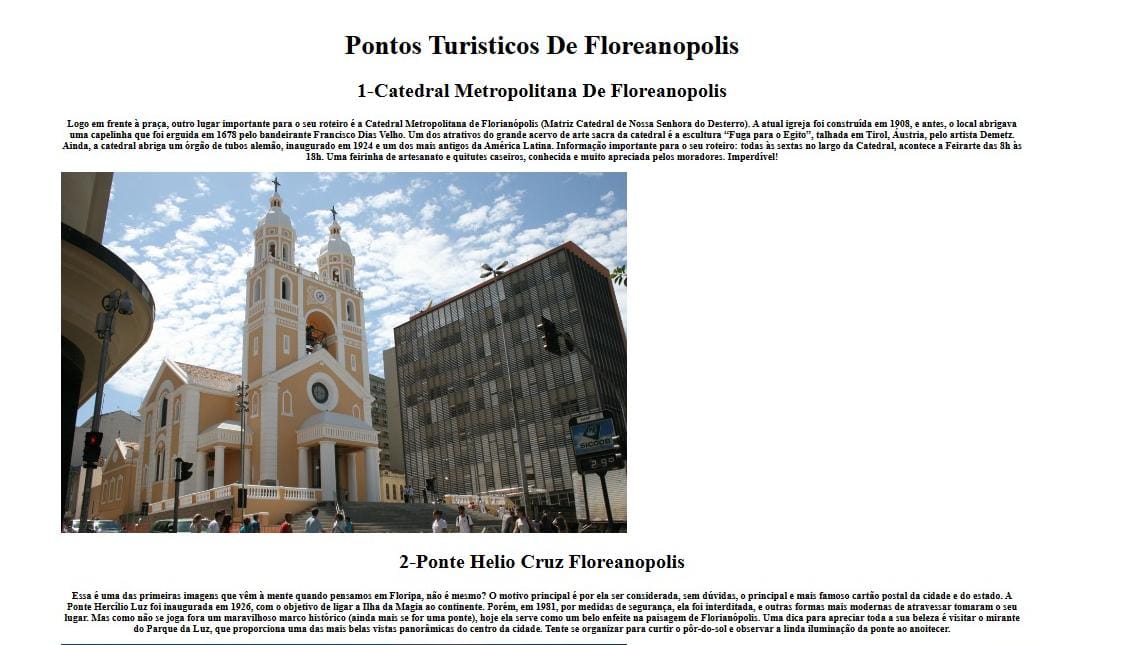 Pontos Turisticos De Floreanopolis
1-Catedral Metropolitana De Floreanopolis
Logo em frente à praça, outro lugar importante para o seu roteiro é a Catedral Metropolitana de Florianópolis (Matriz Catedral de Nossa Senhora do Desterro). A atual igreja foi construída em 1908, e antes, o local abrigava
uma capelinha que foi erguida em 1678 pelo bandeirante Francisco Dias Velho. Um dos atrativos do grande acervo de arte sacra da catedral é a escultura “Fuga para o Egito”, talhada em Tirol, Áustria, pelo artista Demetz.
Ainda, a catedral abriga um órgão de tubos alemão, inaugurado em 1924 e um dos mais antigos da América Latina. Informação importante para o seu roteiro: todas às sextas no largo da Catedral, acontece a Feirarte das 8h às
18h. Uma feirinha de artesanato e quitutes caseiros, conhecida e muito apreciada pelos moradores. Imperdível!
SICOOB
2-Ponte Helio Cruz Floreanopolis
Essa é uma das primeiras imagens que vêm à mente quando pensamos em Floripa, não é mesmo? O motivo principal é por ela ser considerada, sem dúvidas, o principal e mais famoso cartão postal da cidade e do estado. A
Ponte Hercílio Luz foi inaugurada em 1926, com o objetivo de ligar a Ilha da Magia ao continente. Porém, em 1981, por medidas de segurança, ela foi interditada, e outras formas mais modernas de atravessar tomaram o seu
lugar. Mas como não se joga fora um maravilhoso marco histórico (ainda mais se for uma ponte), hoje ela serve como um belo enfeite na paisagem de Florianópolis. Uma dica para apreciar toda a sua beleza é visitar o mirante
do Parque da Luz, que proporciona uma das mais belas vistas panorâmicas do centro da cidade. Tente se organizar para curtir o pôr-do-sol e observar a linda iluminação da ponte ao anoitecer.